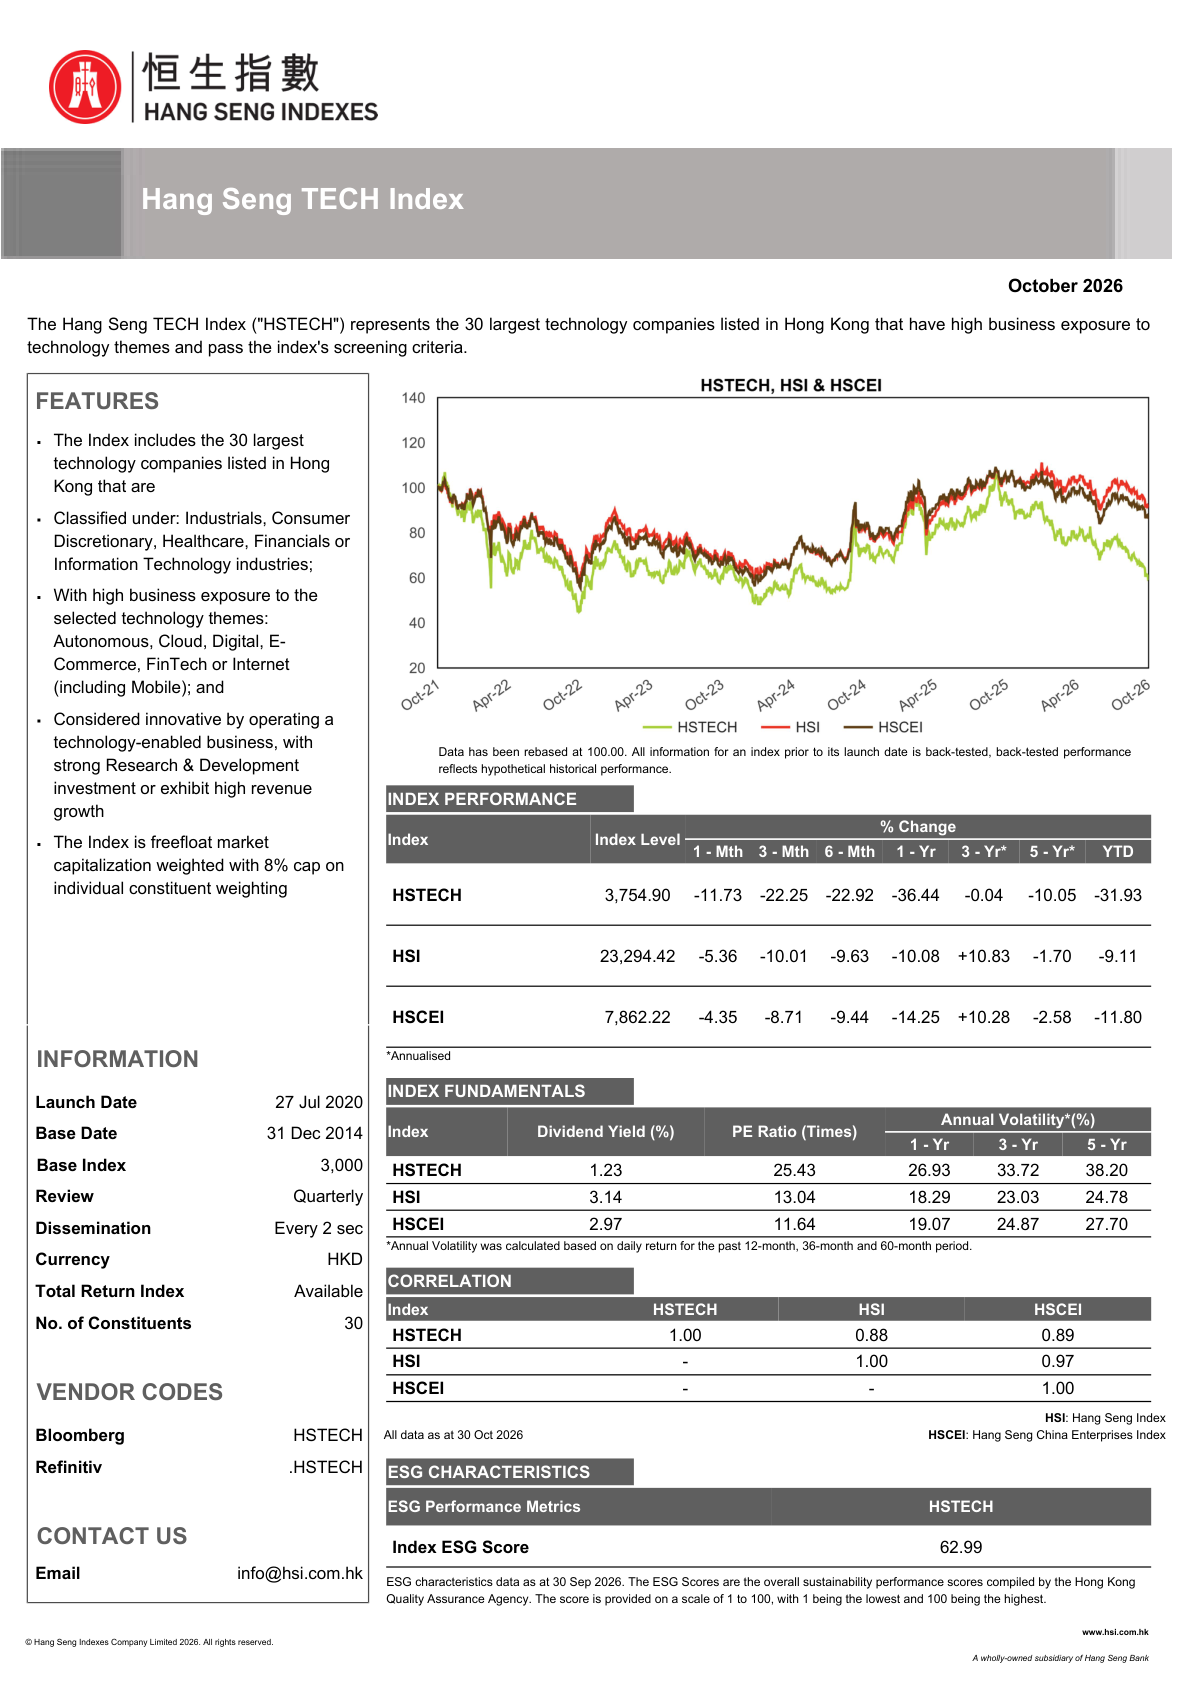 恒生指數
HANG SENG INDEXES
Hang Seng TECH Index
October 2026
The Hang Seng TECH Index ("HSTECH") represents the 30 largest technology companies listed in Hong Kong that have high business exposure to
technology themes and pass the index's screening criteria.
FEATURES
▪ The Index includes the 30 largest
technology companies listed in Hong
Kong that are
▪ Classified under: Industrials, Consumer
Discretionary, Healthcare, Financials or
Information Technology industries;
▪ With high business exposure to the
selected technology themes:
Autonomous, Cloud, Digital, E-
Commerce, FinTech or Internet
(including Mobile); and
▪ Considered innovative by operating a
technology-enabled business, with
strong Research & Development
investment or exhibit high revenue
growth
▪ The Index is freefloat market
capitalization weighted with 8% cap on
individual constituent weighting
INFORMATION
Launch Date 27 Jul 2020
Base Date 31 Dec 2014
Base Index 3,000
Review Quarterly
Dissemination Every 2 sec
Currency HKD
Total Return Index Available
No. of Constituents 30
VENDOR CODES
Bloomberg HSTECH
Refinitiv .HSTECH
CONTACT US
Email info@hsi.com.hk
HSTECH, HSI & HSCEI
140
120
100
80
60
40
20
Oct-21 Apr-22 Oct-22 Apr-23 Oct-23 Apr-24 Oct-24 Apr-25 Oct-25 Apr-26 Oct-26
HSTECH HSI HSCEI
Data has been rebased at 100.00. All information for an index prior to its launch date is back-tested, back-tested performance
reflects hypothetical historical performance.
INDEX PERFORMANCE
Index Index Level % Change
1 - Mth 3 - Mth 6 - Mth 1 - Yr 3 - Yr* 5 - Yr* YTD
HSTECH 3,754.90 -11.73 -22.25 -22.92 -36.44 -0.04 -10.05 -31.93
HSI 23,294.42 -5.36 -10.01 -9.63 -10.08 +10.83 -1.70 -9.11
HSCEI 7,862.22 -4.35 -8.71 -9.44 -14.25 +10.28 -2.58 -11.80
*Annualised
INDEX FUNDAMENTALS
Index Dividend Yield (%) PE Ratio (Times) Annual Volatility*(%)
1 - Yr 3 - Yr 5 - Yr
HSTECH 1.23 25.43 26.93 33.72 38.20
HSI 3.14 13.04 18.29 23.03 24.78
HSCEI 2.97 11.64 19.07 24.87 27.70
*Annual Volatility was calculated based on daily return for the past 12-month, 36-month and 60-month period.
CORRELATION
Index HSTECH HSI HSCEI
HSTECH 1.00 0.88 0.89
HSI - 1.00 0.97
HSCEI - - 1.00
HSI: Hang Seng Index
All data as at 30 Oct 2026 HSCEI: Hang Seng China Enterprises Index
ESG CHARACTERISTICS
ESG Performance Metrics HSTECH
Index ESG Score 62.99
ESG characteristics data as at 30 Sep 2026. The ESG Scores are the overall sustainability performance scores compiled by the Hong Kong
Quality Assurance Agency. The score is provided on a scale of 1 to 100, with 1 being the lowest and 100 being the highest.
www.hsi.com.hk
© Hang Seng Indexes Company Limited 2026. All rights reserved.
A wholly-owned subsidiary of Hang Seng Bank